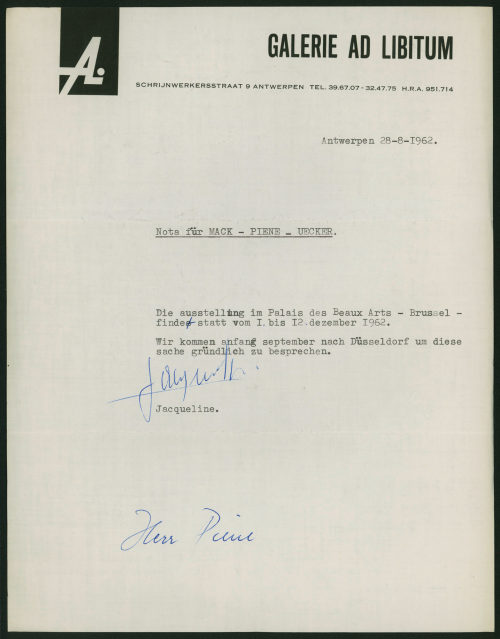 A.
GALERIE AD LIBITUM
SCHRIJNWERKERSSTRAAT 9 ANTWERPEN TEL. 39.67.07 - 32.47.75 H.R.A. 951.714
Antwerpen 28-8-1962.
Nota für MACK - PIENE - UECKER.
Die ausstellung im Palais des Beaux Arts - Brussel -
findet statt vom I. bis I2.dezember 1962.
Wir kommen anfang september nach Düsseldorf um diese
sache gründlich zu besprechen.
Jacqueline.
Herr Piene